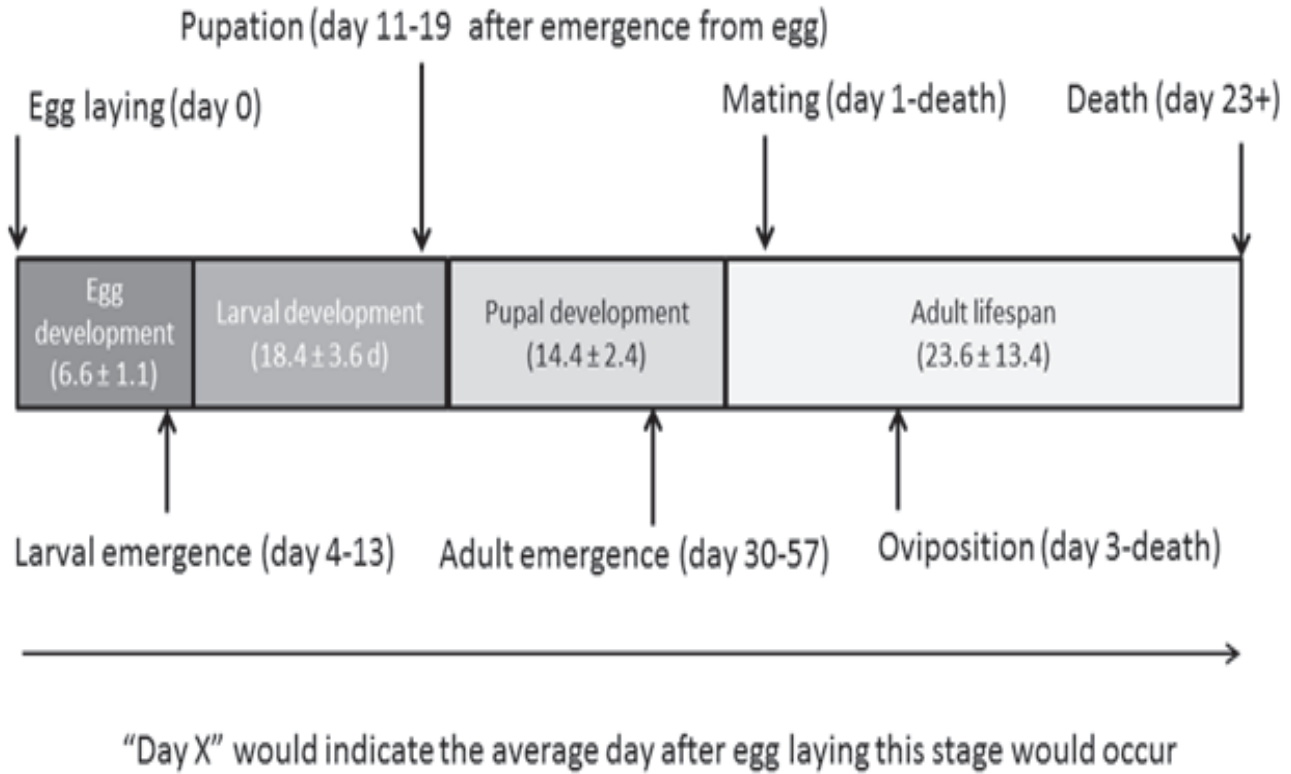 Pupation (day 11-19 after emergence from egg)
Egg laying (day 0)
Mating (day 1-death)
Death (day 23+)
Egg
development
(6.6 ± 1.1)
Larval development
(18.4 ± 3.6 d)
Pupal development
(14.4 ± 2.4)
Adult lifespan
(23.6 ± 13.4)
Larval emergence (day 4-13)
Adult emergence (day 30-57)
Oviposition (day 3-death)
“Day X” would indicate the average day after egg laying this stage would occur